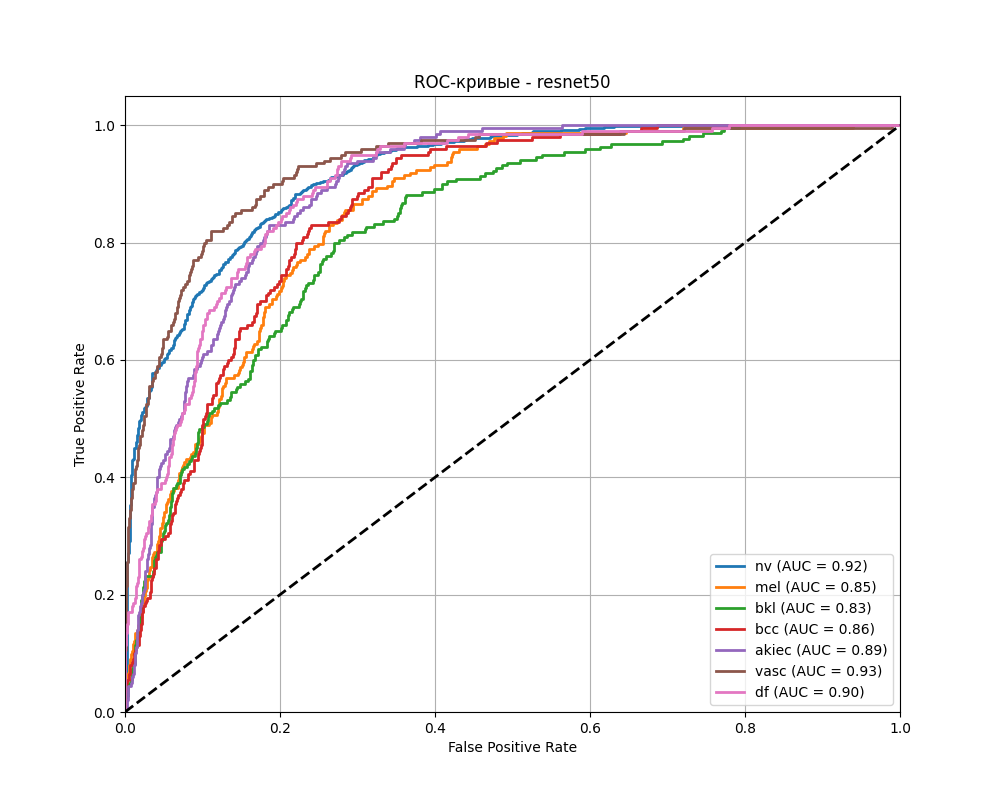 ROC-кривые - resnet50
True Positive Rate
1.0
0.8
0.6
0.4
0.2
0.0
0.0 0.2 0.4 0.6 0.8 1.0
False Positive Rate
nv (AUC = 0.92)
mel (AUC = 0.85)
bkl (AUC = 0.83)
bcc (AUC = 0.86)
akiec (AUC = 0.89)
vasc (AUC = 0.93)
df (AUC = 0.90)